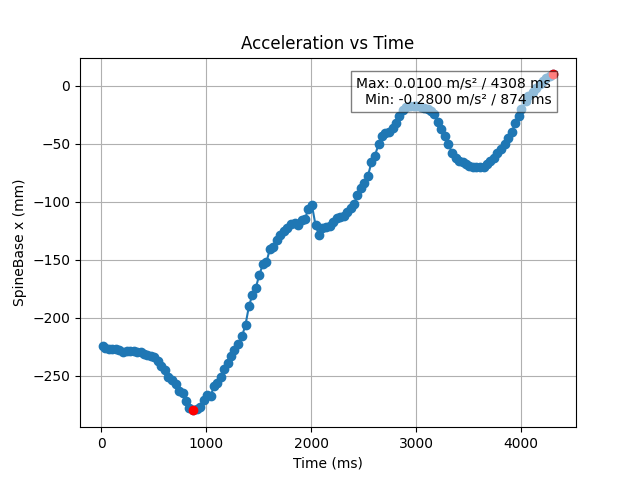 Acceleration vs Time
Max: 0.0100 m/s² / 4308 ms
Min: -0.2800 m/s² / 874 ms
SpineBase x (mm)
0
−50
−100
−150
−200
−250
0 1000 2000 3000 4000
Time (ms)